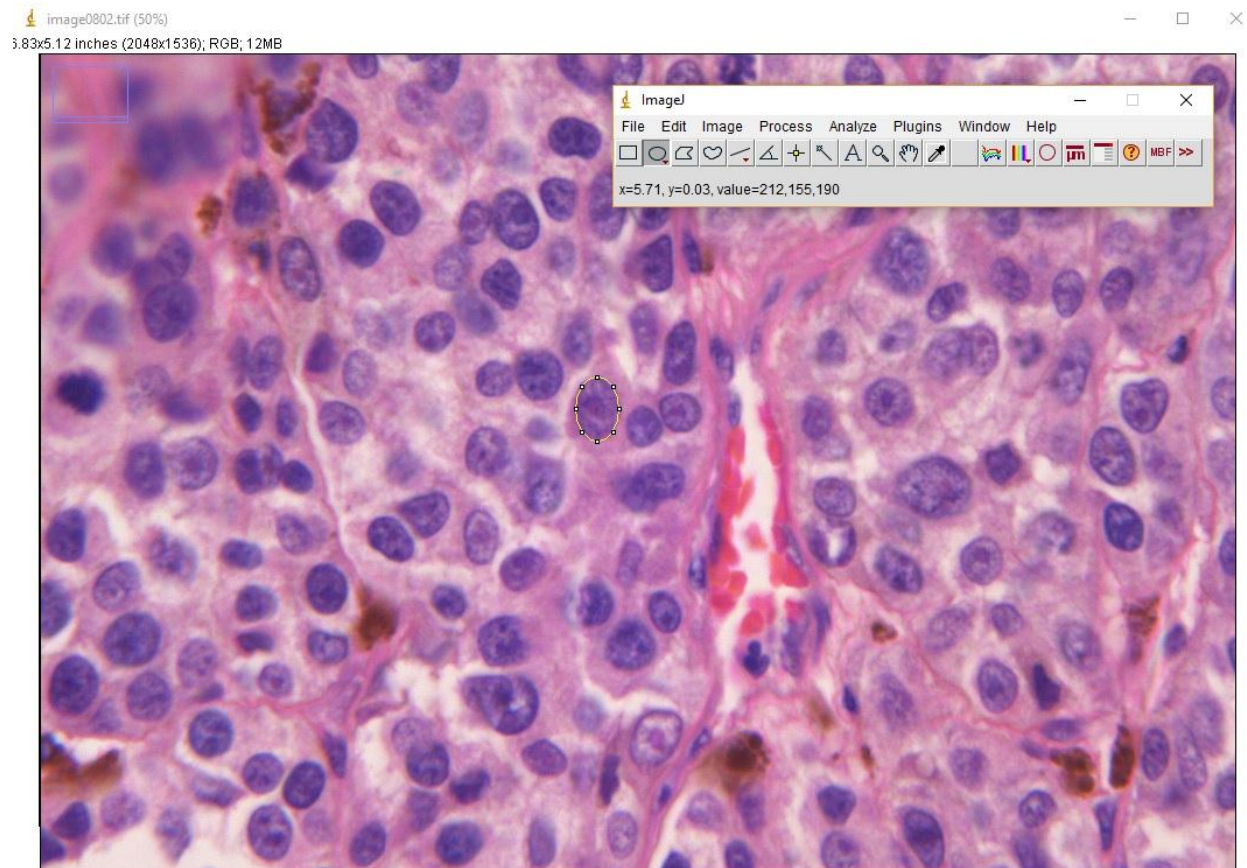 image0802.tif (50%)
6.83x5.12 inches (2048x1536); RGB; 12MB
ImageJ
File Edit Image Process Analyze Plugins Window Help
A MBF >>
x=5.71, y=0.03, value=212,155,190